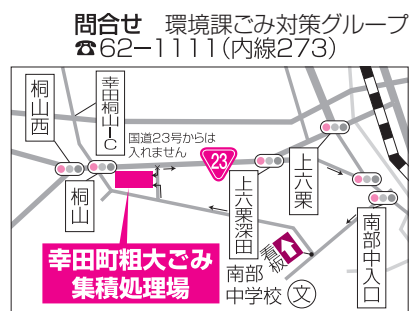 問合せ　環境課ごみ対策グループ
☎62−1111(内線273)
桐山西
幸田桐山IC
国道23号からは
入れません
23
上六栗
桐山
上六栗深田
南部中入口
幸田町粗大ごみ
集積処理場
看板
南部
中学校 文